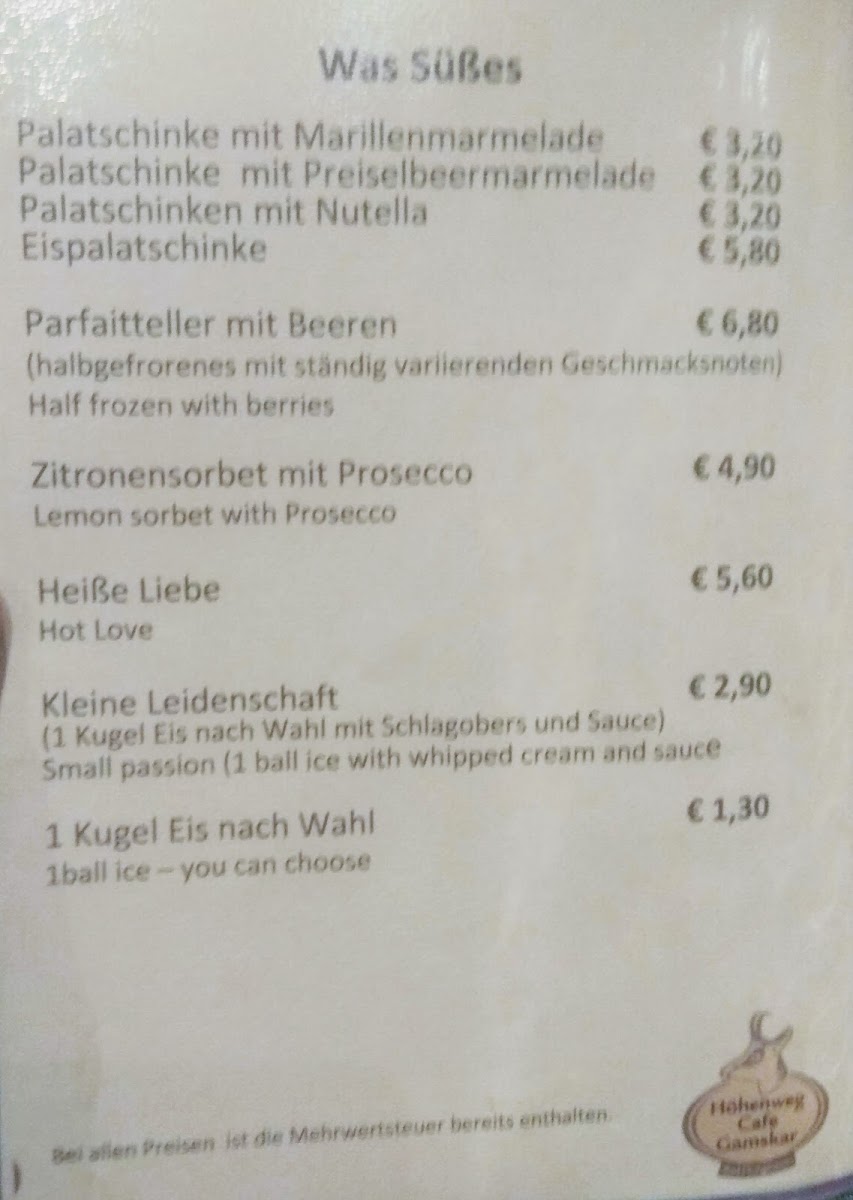 Was Süßes
Palatschinke mit Marillenmarmelade € 3,20
Palatschinke mit Preiselbeermarmelade € 3,20
Palatschinken mit Nutella € 3,20
Eispalatschinke € 5,80
Parfaitteller mit Beeren € 6,80
(halbgefrorenes mit ständig variierenden Geschmacksnoten)
Half frozen with berries
Zitronensorbet mit Prosecco € 4,90
Lemon sorbet with Prosecco
Heiße Liebe € 5,60
Hot Love
Kleine Leidenschaft € 2,90
(1 Kugel Eis nach Wahl mit Schlagobers und Sauce)
Small passion (1 ball ice with whipped cream and sauce
1 Kugel Eis nach Wahl € 1,30
1ball ice – you can choose
Bei allen Preisen ist die Mehrwertsteuer bereits enthalten.
Höhenweg
Cafe
Gamskar